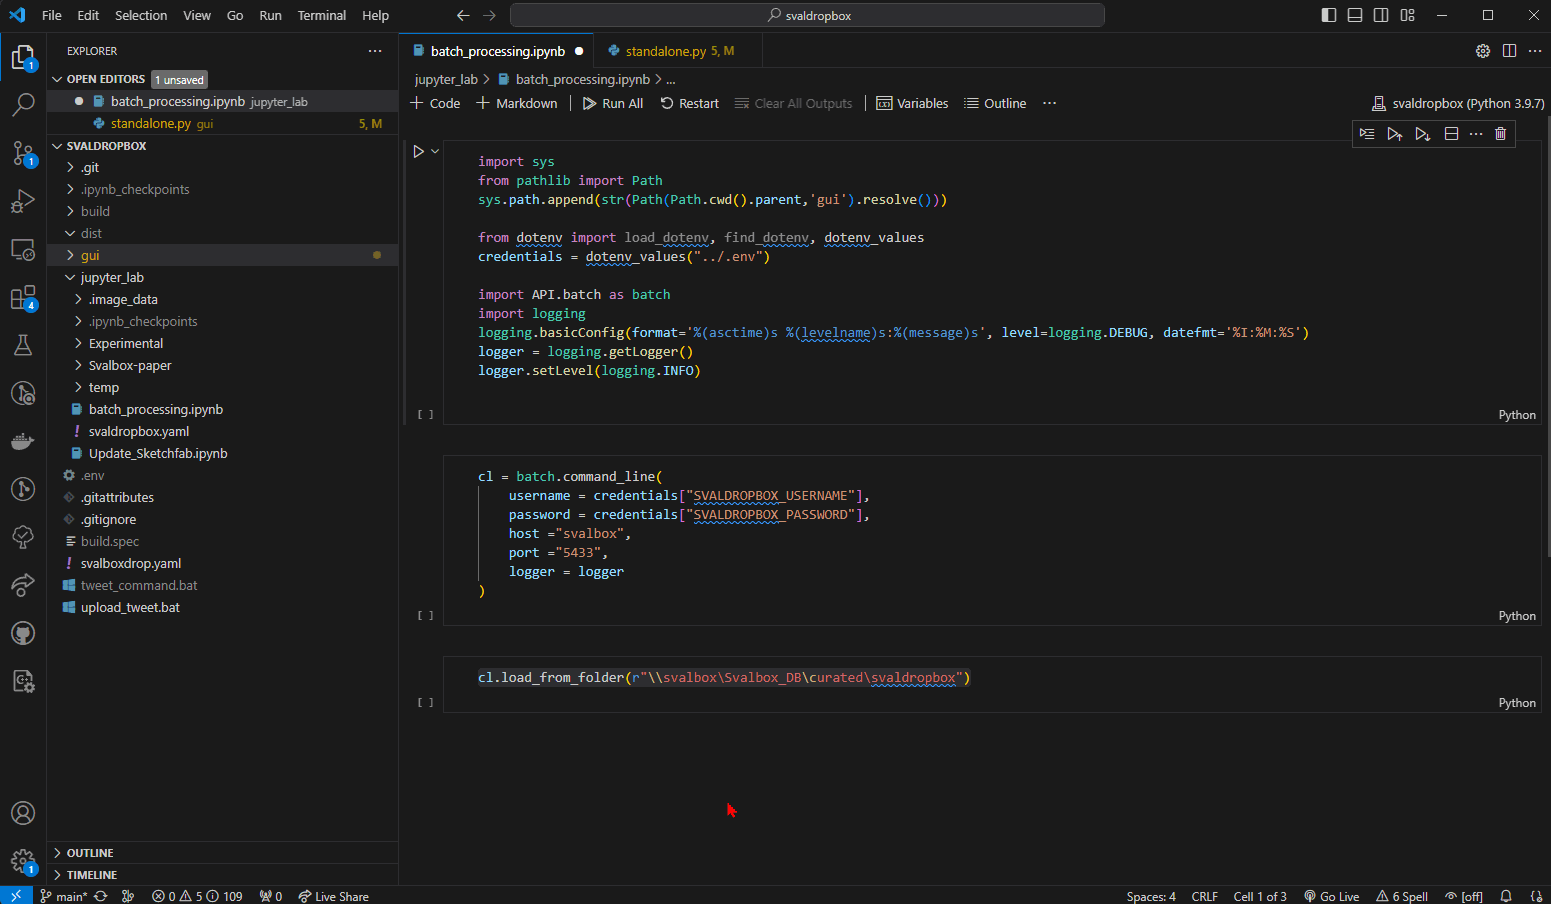 File Edit Selection View Go Run Terminal Help
svaldropbox
EXPLORER
OPEN EDITORS 1 unsaved
batch_processing.ipynb jupyter_lab
standalone.py gui 5, M
SVALDROPBOX
.git
.ipynb_checkpoints
build
dist
gui
jupyter_lab
.image_data
.ipynb_checkpoints
Experimental
Svalbox-paper
temp
batch_processing.ipynb
svaldropbox.yaml
Update_Sketchfab.ipynb
.env
.gitattributes
.gitignore
build.spec
svalboxdrop.yaml
tweet_command.bat
upload_tweet.bat
OUTLINE
TIMELINE
1
1
4
1
batch_processing.ipynb
standalone.py 5, M
jupyter_lab > batch_processing.ipynb > ...
+ Code + Markdown | Run All Restart Clear All Outputs | Variables Outline ...
svaldropbox (Python 3.9.7)
import sys
from pathlib import Path
sys.path.append(str(Path(Path.cwd().parent,'gui').resolve()))
from dotenv import load_dotenv, find_dotenv, dotenv_values
credentials = dotenv_values("../.env")
import API.batch as batch
import logging
logging.basicConfig(format='%(asctime)s %(levelname)s:%(message)s', level=logging.DEBUG, datefmt='%I:%M:%S')
logger = logging.getLogger()
logger.setLevel(logging.INFO)
[ ]
Python
cl = batch.command_line(
username = credentials["SVALDROPBOX_USERNAME"],
password = credentials["SVALDROPBOX_PASSWORD"],
host ="svalbox",
port ="5433",
logger = logger
)
[ ]
Python
cl.load_from_folder(r"\\svalbox\Svalbox_DB\curated\svaldropbox")
[ ]
Python
main* 0 5 109 0 Live Share
Spaces: 4 CRLF Cell 1 of 3 Go Live 6 Spell [off]